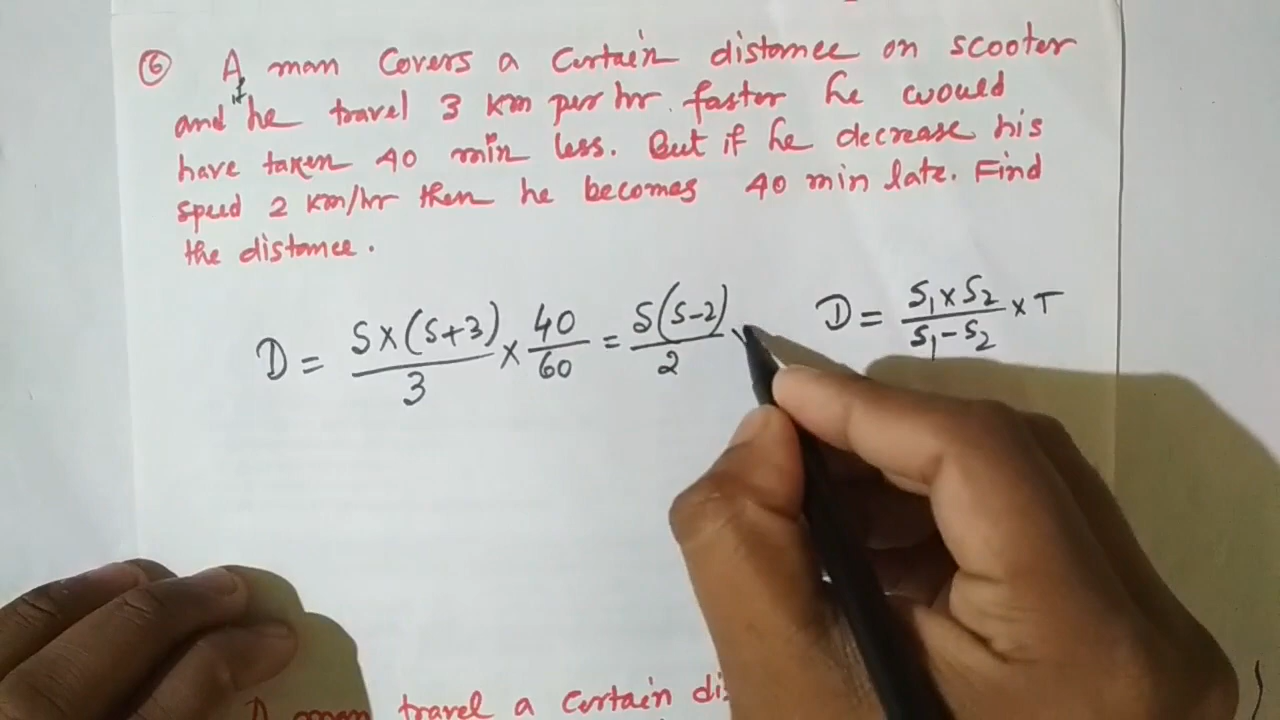 ⑥ A man Covers a Certain distance on scooter
and if he travel 3 Km per hr. faster he would
have taken 40 min less. But if he decrease his
speed 2 Km/hr then he becomes 40 min late. Find
the distance.
D = S×(S+3)/3 × 40/60 = S(S-2)/2 D = S₁×S₂/S₁-S₂ × T
A man travel a Certain